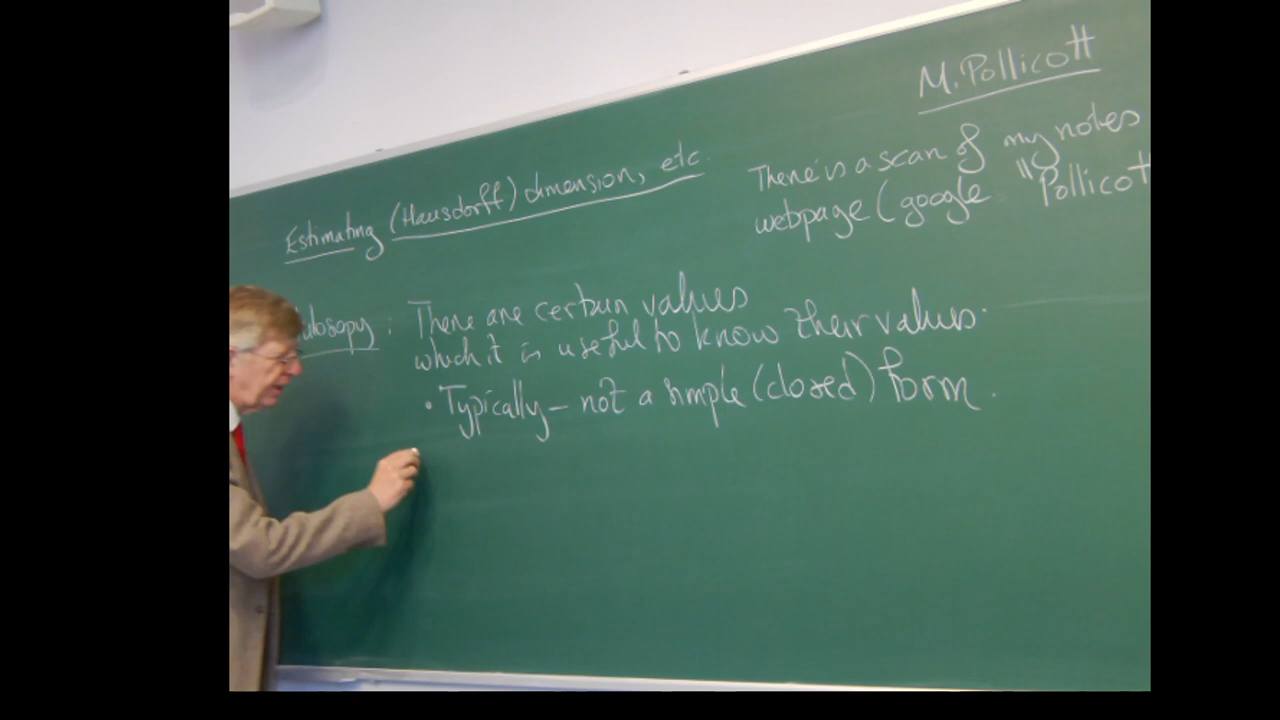 M. Pollicott
Estimating (Hausdorff) dimension, etc.
There is a scan of my notes
webpage (google "Pollicott
: There are certain values
which it is useful to know their values.
• Typically – not a simple (closed) form.